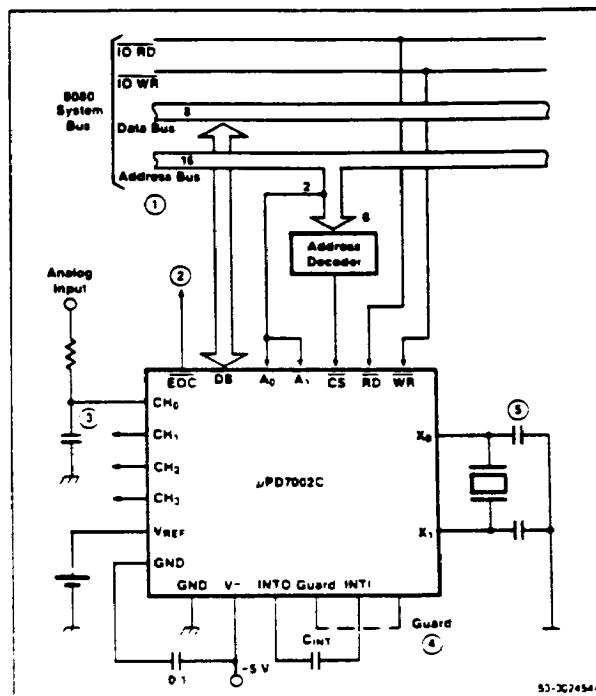 IO RD
IO WR
8080
System
Bus
8
Data Bus
16
Address Bus
①
2
6
Address
Decoder
Analog
Input
②
EOC DB A0 A1 CS RD WR
③
CH0
CH1
CH2
CH3
VREF
GND
μPD7002C
X0
X1
⑤
GND V- INTO Guard INTI
Guard
④
CINT
0.1
-5 V